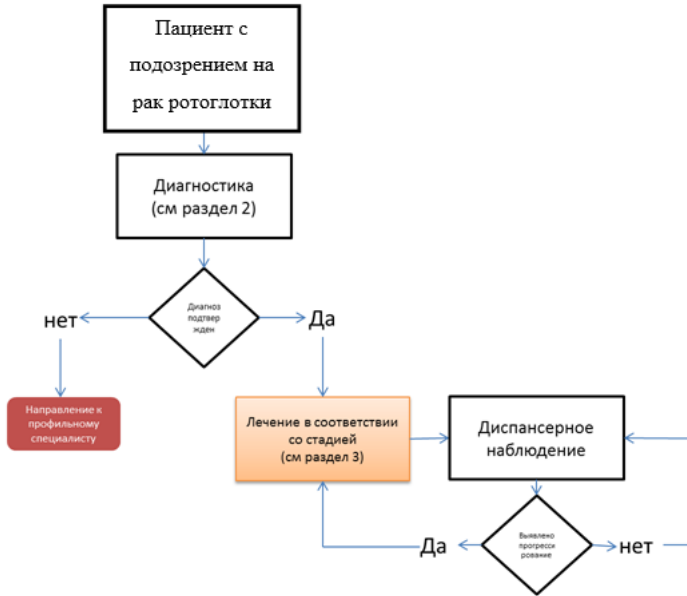 Пациент с
подозрением на
рак ротоглотки
Диагностика
(см раздел 2)
Диагноз
подтвер
жден
нет
Да
Направление к
профильному
специалисту
Лечение в соответствии
со стадией
(см раздел 3)
Диспансерное
наблюдение
Выявлено
прогресси
рование
Да
нет